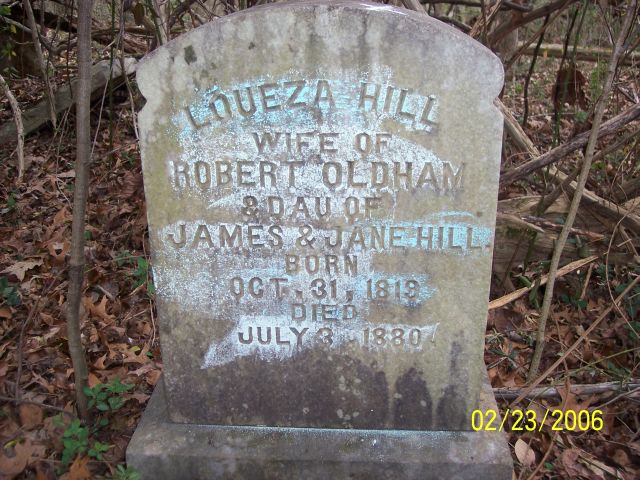 LOUEZA HILL
WIFE OF
ROBERT OLDHAM
& DAU OF
JAMES & JANE HILL.
BORN
OCT. 31, 1813
DIED
JULY 3, 1880
02/23/2006